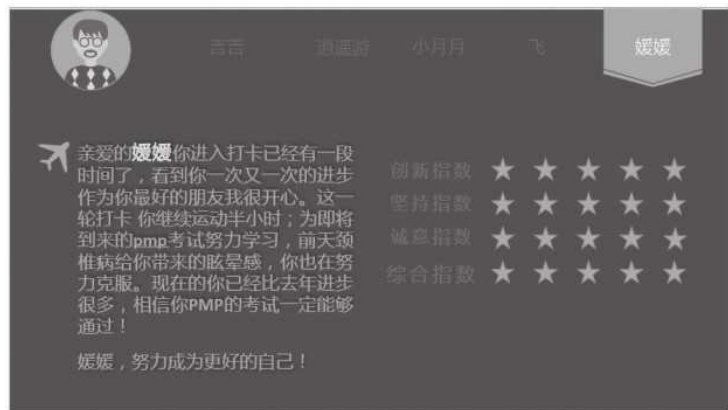 吉吉 逍遥游 小月月 飞 媛媛
亲爱的媛媛你进入打卡已经有一段
时间了，看到你一次又一次的进步
作为你最好的朋友我很开心。这一
轮打卡 你继续运动半小时；为即将
到来的pmp考试努力学习，前天颈
椎病给你带来的眩晕感，你也在努
力克服。现在的你已经比去年进步
很多，相信你PMP的考试一定能够
通过！
媛媛，努力成为更好的自己！
创新指数
坚持指数
诚意指数
综合指数